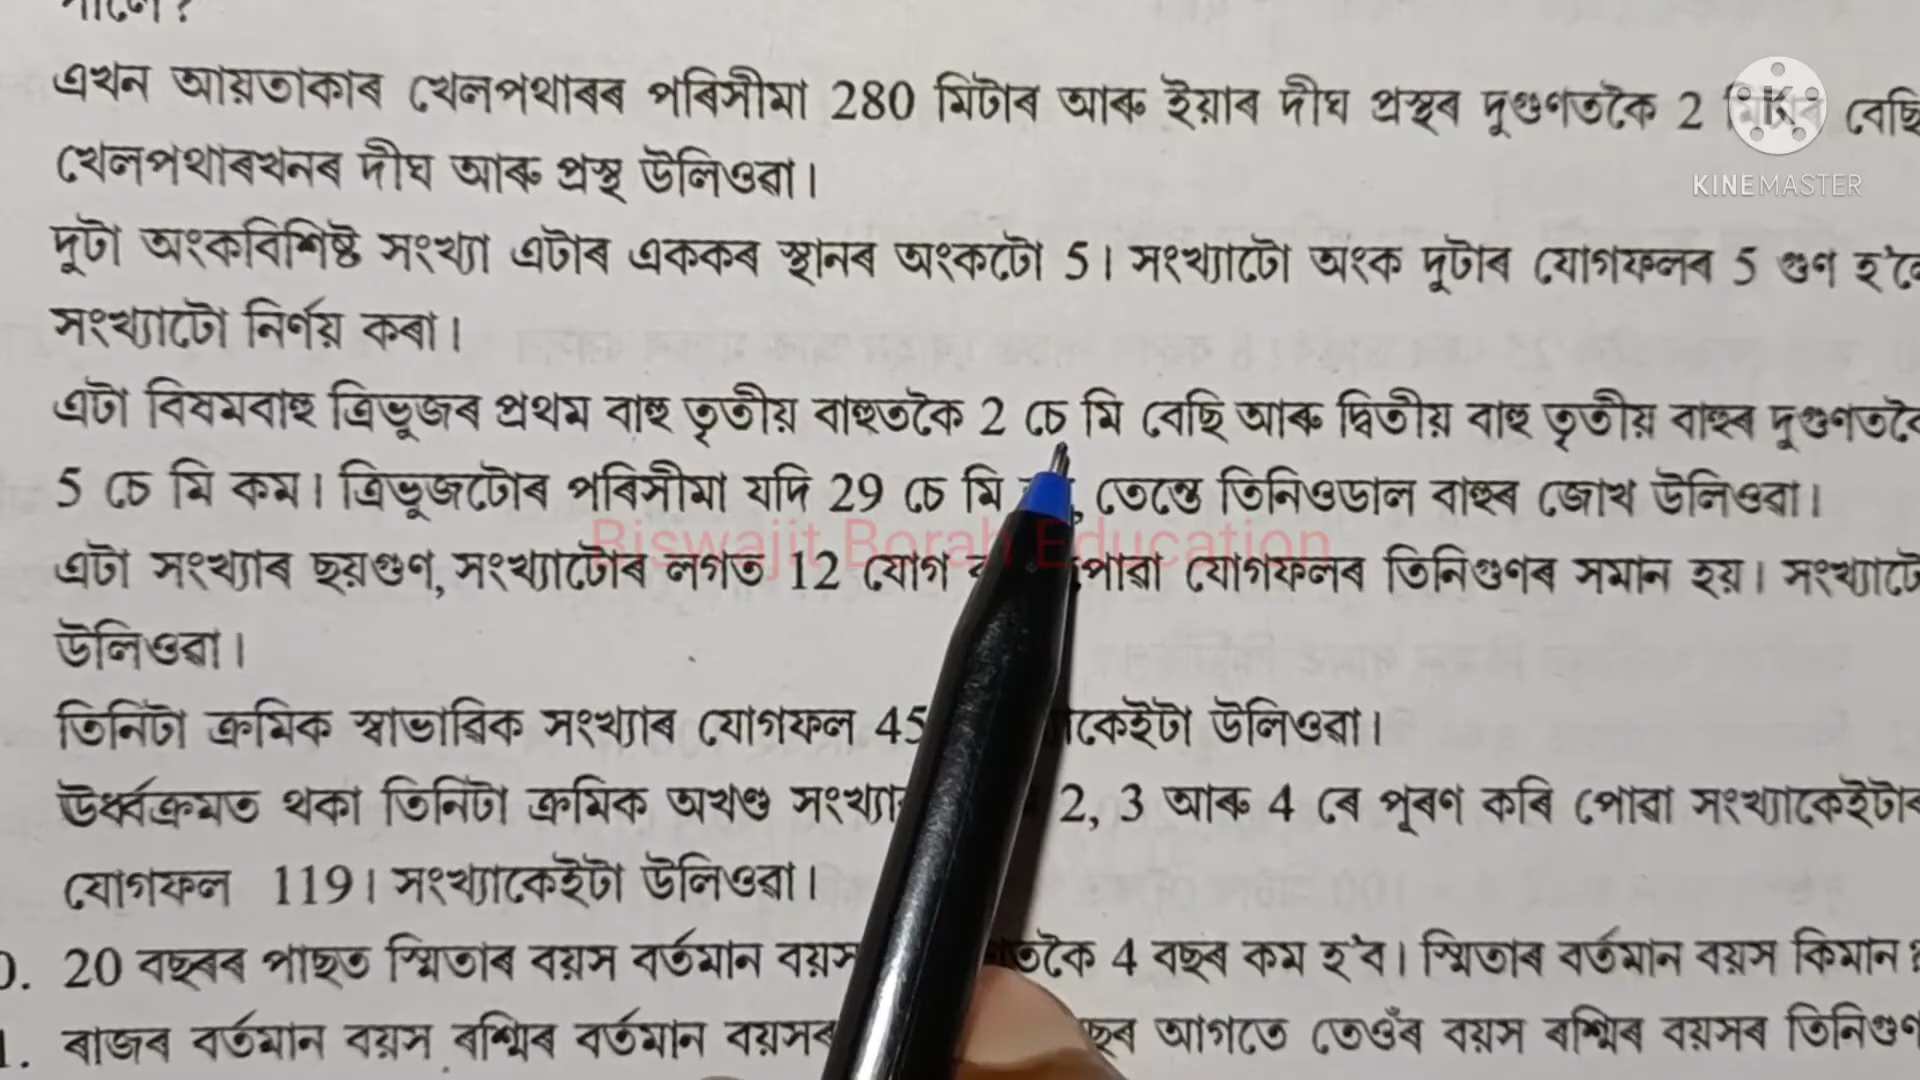 এখন আয়তাকাৰ খেলপথাৰৰ পৰিসীমা 280 মিটাৰ আৰু ইয়াৰ দীঘ প্ৰস্থৰ দুগুণতকৈ 2 মিটাৰ বেছি
KINEMASTER
খেলপথাৰখনৰ দীঘ আৰু প্ৰস্থ উলিওৱা।
দুটা অংকবিশিষ্ট সংখ্যা এটাৰ এককৰ স্থানৰ অংকটো 5। সংখ্যাটো অংক দুটাৰ যোগফলৰ 5 গুণ হ'লে
সংখ্যাটো নিৰ্ণয় কৰা।
এটা বিষমবাহু ত্ৰিভূজৰ প্ৰথম বাহু তৃতীয় বাহুতকৈ 2 চে মি বেছি আৰু দ্বিতীয় বাহু তৃতীয় বাহুৰ দুগুণতকৈ
5 চে মি কম। ত্ৰিভূজটোৰ পৰিসীমা যদি 29 চে মি তেন্তে তিনিওডাল বাহুৰ জোখ উলিওৱা।
Biswajit Borah Education
এটা সংখ্যাৰ ছয়গুণ, সংখ্যাটোৰ লগত 12 যোগ পোৱা যোগফলৰ তিনিগুণৰ সমান হয়। সংখ্যাটো
উলিওৱা।
তিনিটা ক্ৰমিক স্বাভাৱিক সংখ্যাৰ যোগফল 45 উলিওৱা।
ঊৰ্ধ্বক্ৰমত থকা তিনিটা ক্ৰমিক অখণ্ড 2, 3 আৰু 4 ৰে পূৰণ কৰি পোৱা সংখ্যাকেইটাৰ
যোগফল 119। সংখ্যাকেইটা উলিওৱা।
20 বছৰৰ পাছত স্মিতাৰ বয়স বৰ্তমান 4 বছৰ কম হ'ব। স্মিতাৰ বৰ্তমান বয়স কিমান?
ৰাজৰ বৰ্তমান বয়স ৰশ্মিৰ বৰ্তমান বয়সৰ আগতে তেওঁৰ বয়স ৰশ্মিৰ বয়সৰ তিনিগুণ